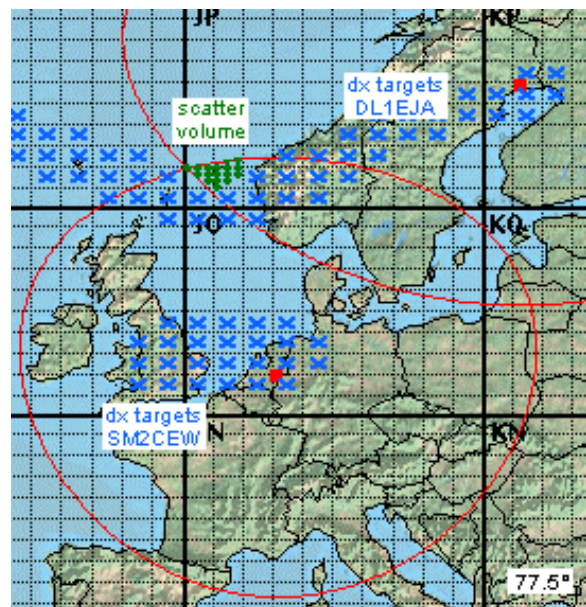 JP
KP
dx targets
DL1EJA
scatter
volume
JO
KO
dx targets
SM2CEW
N
KN
77.5°